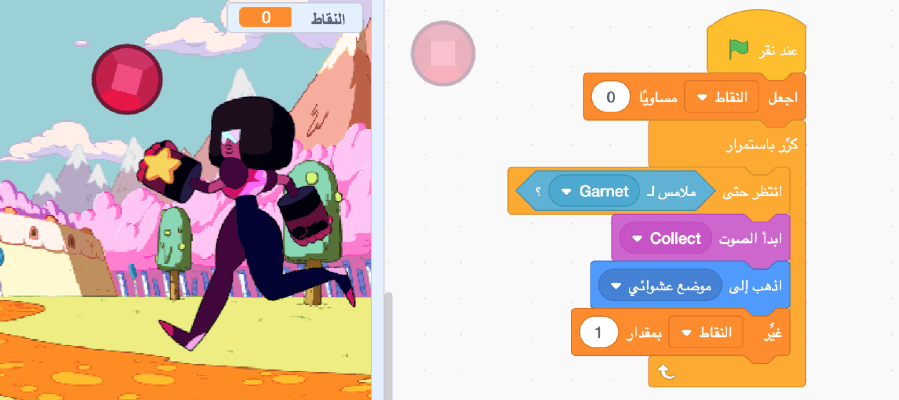 النقاط 0
عند نقر
اجعل النقاط مساويًا 0
كرِّر باستمرار
انتظر حتى ملامس لـ Garnet ؟
ابدأ الصوت Collect
اذهب إلى موضع عشوائي
غيِّر النقاط بمقدار 1